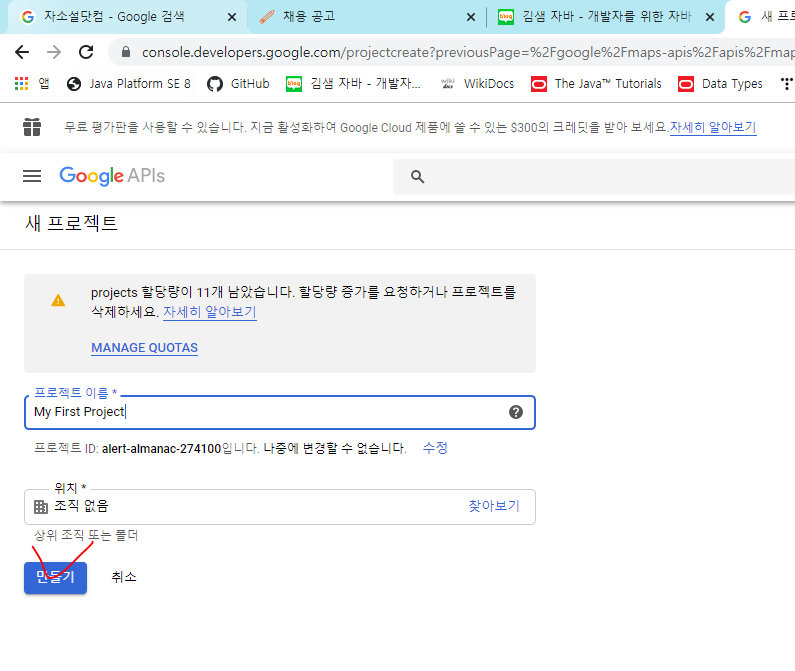 자소설닷컴 - Google 검색
채용 공고
김샘 자바 - 개발자를 위한 자바
새 프
console.developers.google.com/projectcreate?previousPage=%2Fgoogle%2Fmaps-apis%2Fapis%2Fmap
앱
Java Platform SE 8
GitHub
blog 김샘 자바 - 개발자...
wiki WikiDocs
The Java™ Tutorials
Data Types
무료 평가판을 사용할 수 있습니다. 지금 활성화하여 Google Cloud 제품에 쓸 수 있는 $300의 크레딧을 받아 보세요.자세히 알아보기
Google APIs
새 프로젝트
projects 할당량이 11개 남았습니다. 할당량 증가를 요청하거나 프로젝트를
삭제하세요. 자세히 알아보기
MANAGE QUOTAS
프로젝트 이름 *
My First Project
프로젝트 ID: alert-almanac-274100입니다. 나중에 변경할 수 없습니다. 수정
위치 *
조직 없음 찾아보기
상위 조직 또는 폴더
만들기 취소